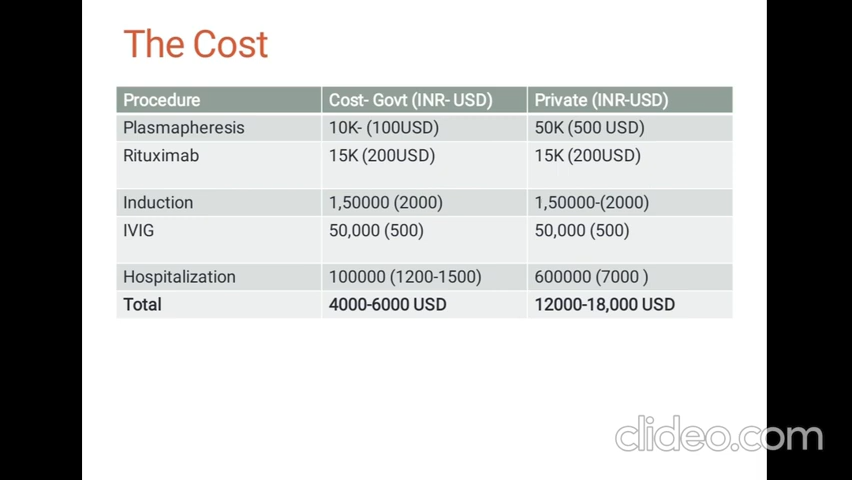 The Cost
Procedure Cost- Govt (INR- USD) Private (INR-USD)
Plasmapheresis 10K- (100USD) 50K (500 USD)
Rituximab 15K (200USD) 15K (200USD)
Induction 1,50000 (2000) 1,50000-(2000)
IVIG 50,000 (500) 50,000 (500)
Hospitalization 100000 (1200-1500) 600000 (7000 )
Total 4000-6000 USD 12000-18,000 USD
clideo.com